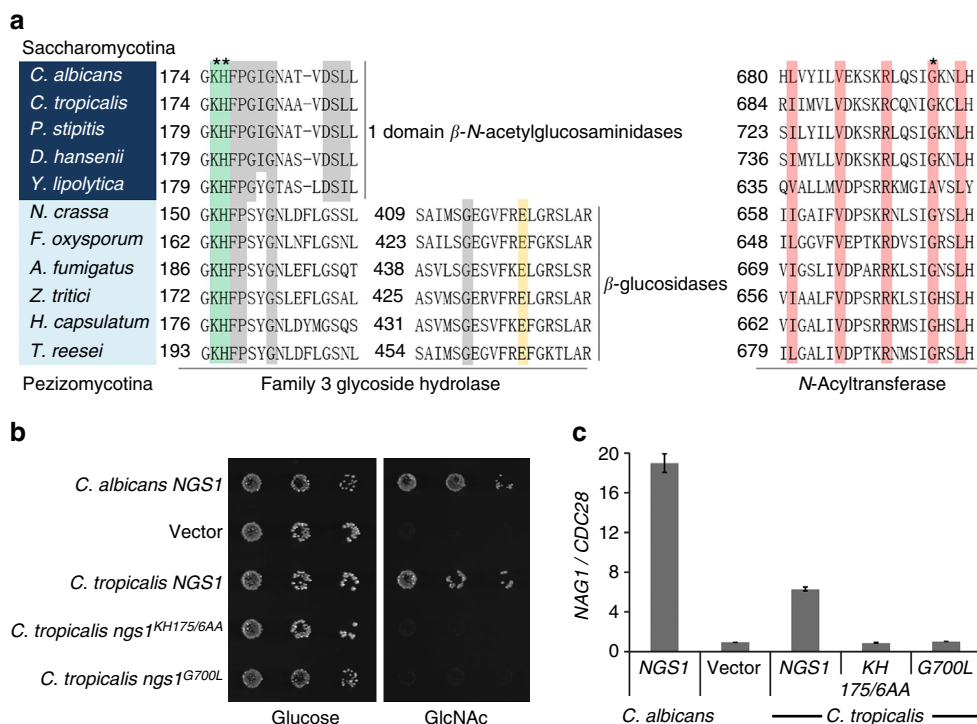 a
Saccharomycotina
** *
C. albicans 174 GKHFPGIGNAT-VDSLL 680 HLVYILVEKSKRLQSIGKNLH
C. tropicalis 174 GKHFPGIGNAA-VDSLL 684 RIIMVLVDKSKRCQNIGKCLH
P. stipitis 179 GKHFPGIGNAT-VDSLL 723 SILYILVDKSRRLQSIGKNLH
1 domain β-N-acetylglucosaminidases
D. hansenii 179 GKHFPGIGNAT-VDSLL 736 SIMYLLVDKSRRLQSIGKNLH
Y. lipolytica 179 GKHFPGYGTAS-LDSIL 635 QVALLMVDPSRRKMGIAVSLY
N. crassa 150 GKHFPSYGNLDFLGSSL 409 SAIMSGEGVFRELGRSLAR 658 IIGAIFVDPSRRNLSIGYSLH
F. oxysporum 162 GKHFPSYGNLNFLGSNL 423 SAILSGEGVFREFGKSLAR 648 ILGGVFVEPTKRDVSIGRSLH
A. fumigatus 186 GKHFPSYGNLEFLGSQT 438 ASVLSGESVFKELGRSLSR 669 VIGSLIVDPARRKLSIGNSLH
β-glucosidases
Z. tritici 172 GKHFPSYGSLEFLGSAL 425 ASVMSGERVFRELGRSLAR 656 VIAALFVDPSRRKLSIGHSLH
H. capsulatum 176 GKHFPSYGNLDYMGSQS 431 ASVMSGESVFKEFGRSLAR 662 VIGALIVDPSRRRMSIGHSLH
T. reesei 193 GKHFPSYGNLDFLGSNL 454 ASVMSGESVFREFGKTLAR 679 ILGALIVDPTKRNMSIGRSLH
Pezizomycotina Family 3 glycoside hydrolase N-Acyltransferase
b
C. albicans NGS1
Vector
C. tropicalis NGS1
C. tropicalis ngs1KH175/6AA
C. tropicalis ngs1G700L
Glucose GlcNAc
c
NAG1 / CDC28
20
16
12
8
4
0
NGS1 Vector NGS1 KH 175/6AA G700L
C. albicans C. tropicalis